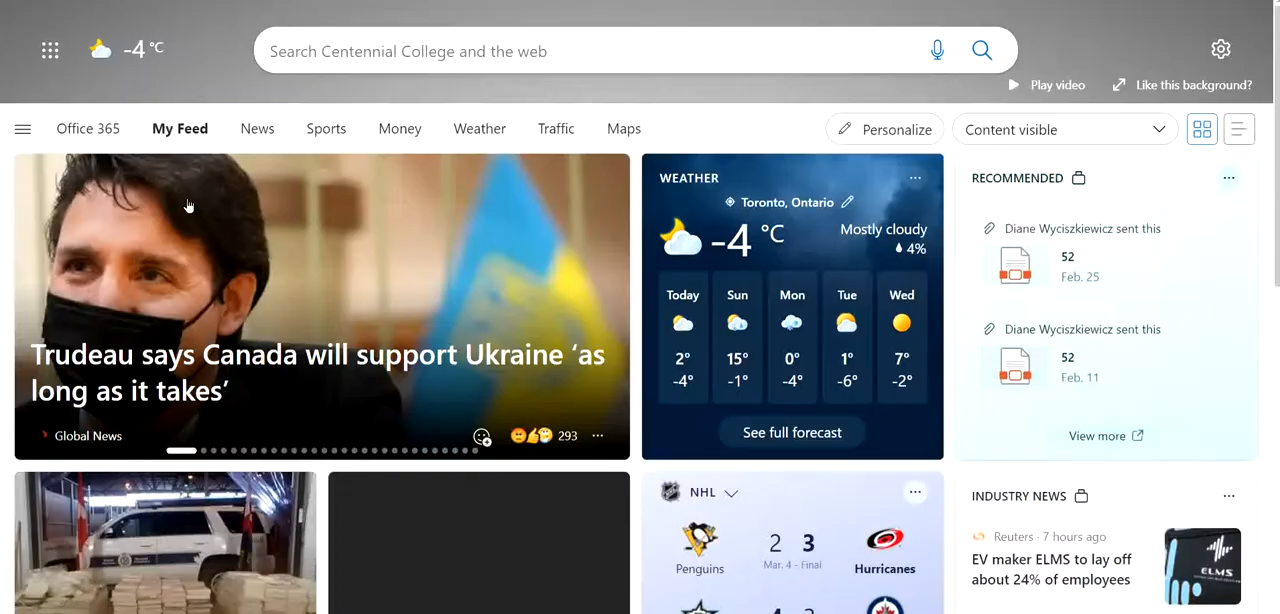 -4 °C
Search Centennial College and the web
Play video
Like this background?
Office 365
My Feed
News
Sports
Money
Weather
Traffic
Maps
Personalize
Content visible
Trudeau says Canada will support Ukraine ‘as
long as it takes’
Global News
293
WEATHER
Toronto, Ontario
-4 °C
Mostly cloudy
4%
Today
Sun
Mon
Tue
Wed
2°
15°
0°
1°
7°
-4°
-1°
-4°
-6°
-2°
See full forecast
RECOMMENDED
Diane Wyciszkiewicz sent this
52
Feb. 25
Diane Wyciszkiewicz sent this
52
Feb. 11
View more
NHL
2 3
Mar. 4 - Final
Penguins
Hurricanes
INDUSTRY NEWS
Reuters · 7 hours ago
EV maker ELMS to lay off
about 24% of employees
ELMS